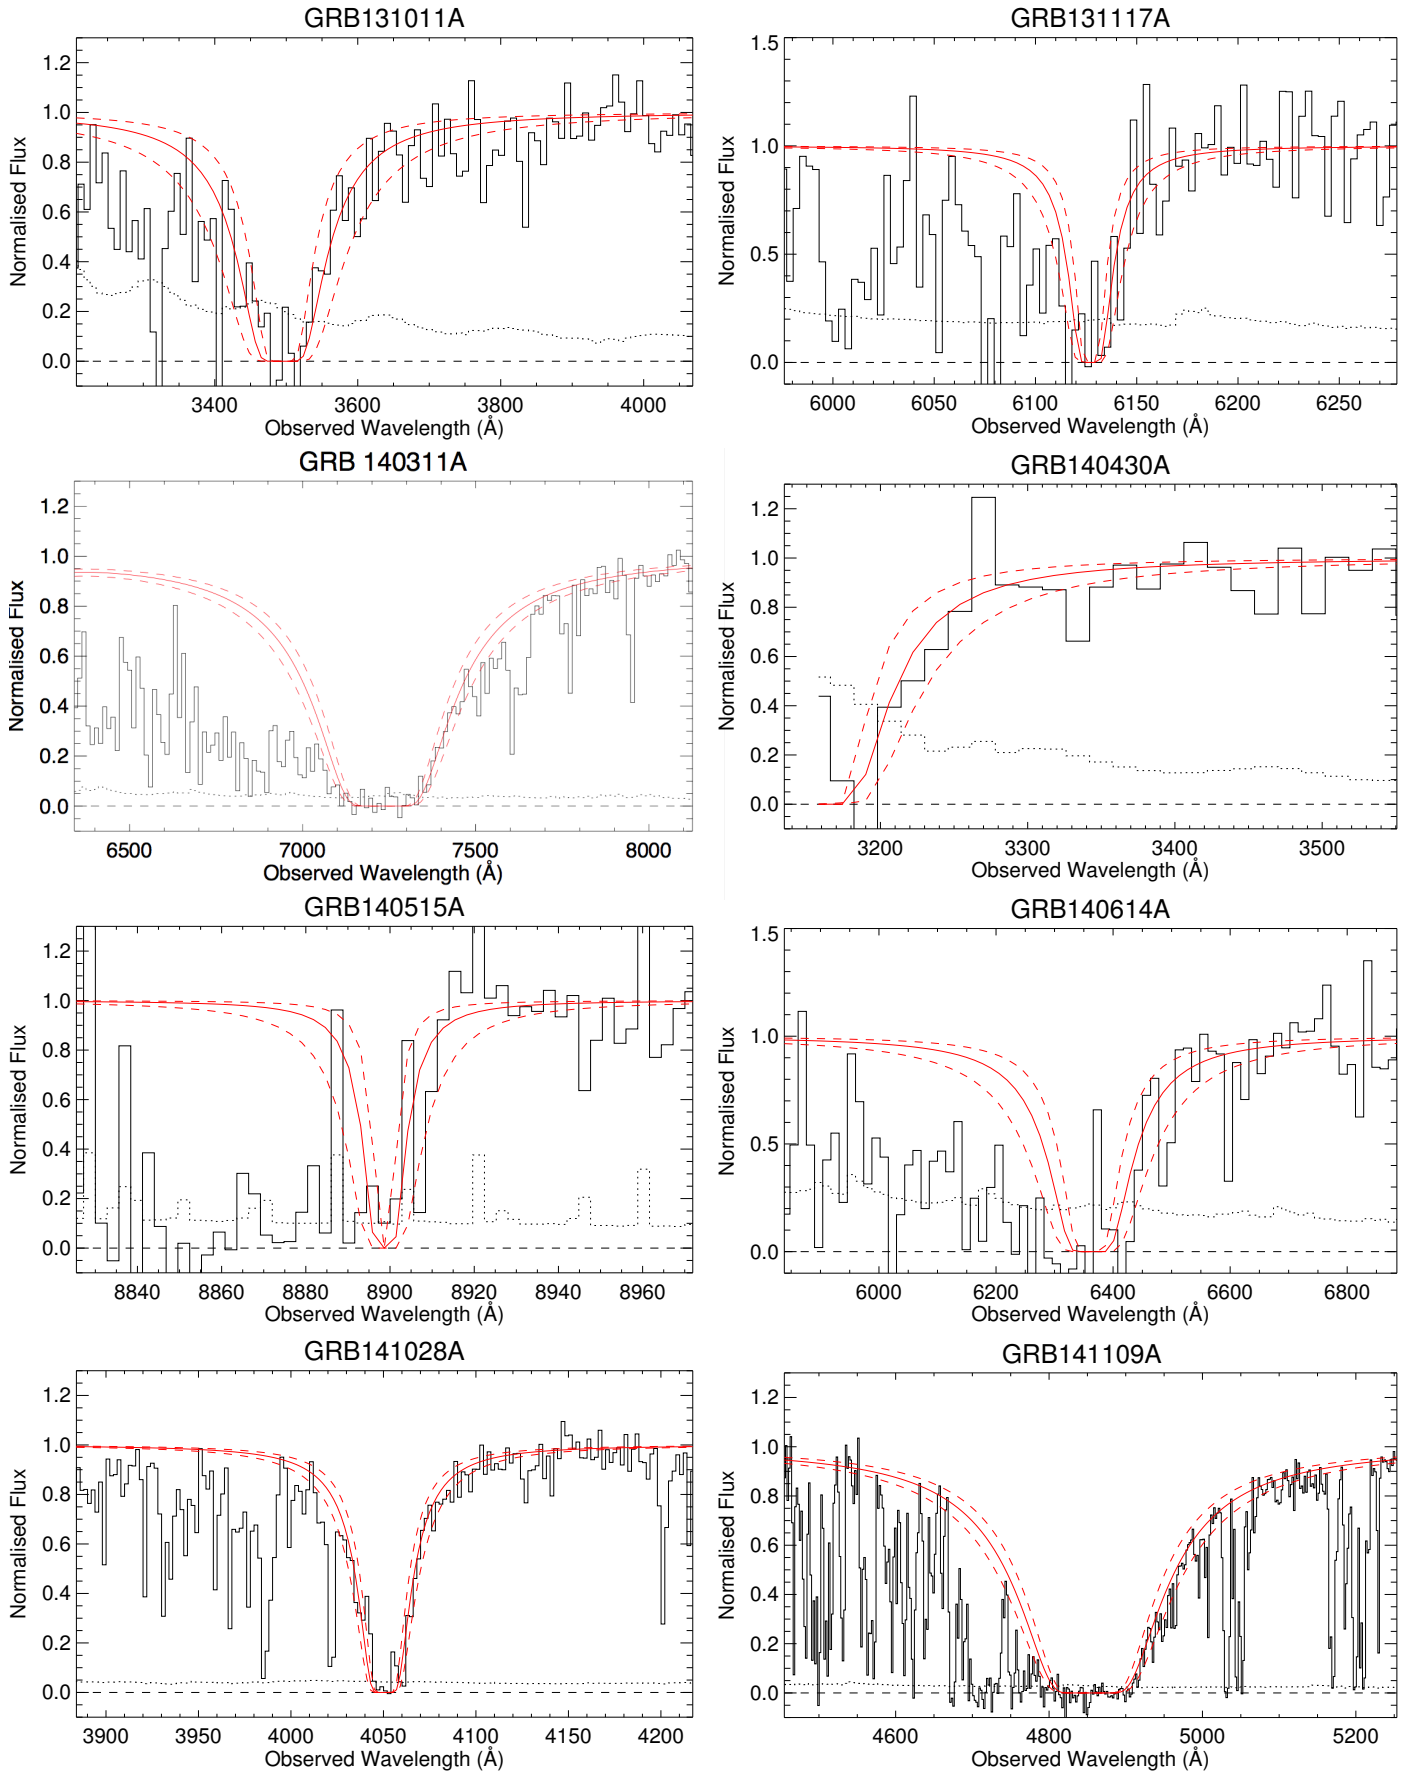 GRB131011A
Normalised Flux
1.2
1.0
0.8
0.6
0.4
0.2
0.0
3400 3600 3800 4000
Observed Wavelength (Å)
GRB131117A
Normalised Flux
1.5
1.0
0.5
0.0
6000 6050 6100 6150 6200 6250
Observed Wavelength (Å)
GRB 140311A
Normalised Flux
1.2
1.0
0.8
0.6
0.4
0.2
0.0
6500 7000 7500 8000
Observed Wavelength (Å)
GRB140430A
Normalised Flux
1.2
1.0
0.8
0.6
0.4
0.2
0.0
3200 3300 3400 3500
Observed Wavelength (Å)
GRB140515A
Normalised Flux
1.2
1.0
0.8
0.6
0.4
0.2
0.0
8840 8860 8880 8900 8920 8940 8960
Observed Wavelength (Å)
GRB140614A
Normalised Flux
1.5
1.0
0.5
0.0
6000 6200 6400 6600 6800
Observed Wavelength (Å)
GRB141028A
Normalised Flux
1.2
1.0
0.8
0.6
0.4
0.2
0.0
3900 3950 4000 4050 4100 4150 4200
Observed Wavelength (Å)
GRB141109A
Normalised Flux
1.2
1.0
0.8
0.6
0.4
0.2
0.0
4600 4800 5000 5200
Observed Wavelength (Å)